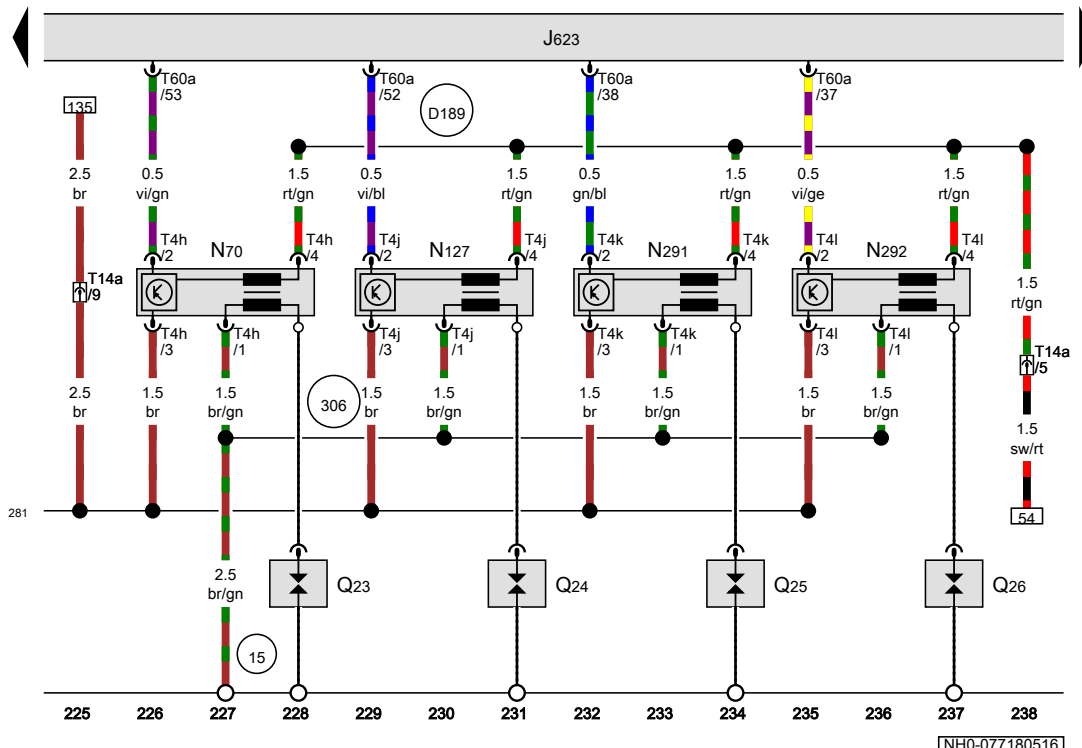 J623
T60a T60a T60a T60a
/53 /52 /38 /37
135 D189
2.5 0.5 1.5 0.5 1.5 0.5 1.5 0.5 1.5
br vi/gn rt/gn vi/bl rt/gn gn/bl rt/gn vi/ge rt/gn
T4h N70 T4h T4j N127 T4j T4k N291 T4k T4l N292 T4l
/2 /4 /2 /4 /2 /4 /2 /4
T14a
/9
1.5
rt/gn
T4h T4h T4j T4j T4k T4k T4l T4l
/3 /1 /3 /1 /3 /1 /3 /1
T14a
/5
2.5 1.5 1.5 306 1.5 1.5 1.5 1.5 1.5 1.5
br br br/gn br br/gn br br/gn br br/gn
1.5
sw/rt
281 54
2.5
br/gn
Q23 Q24 Q25 Q26
15
225 226 227 228 229 230 231 232 233 234 235 236 237 238
NH0-077180516